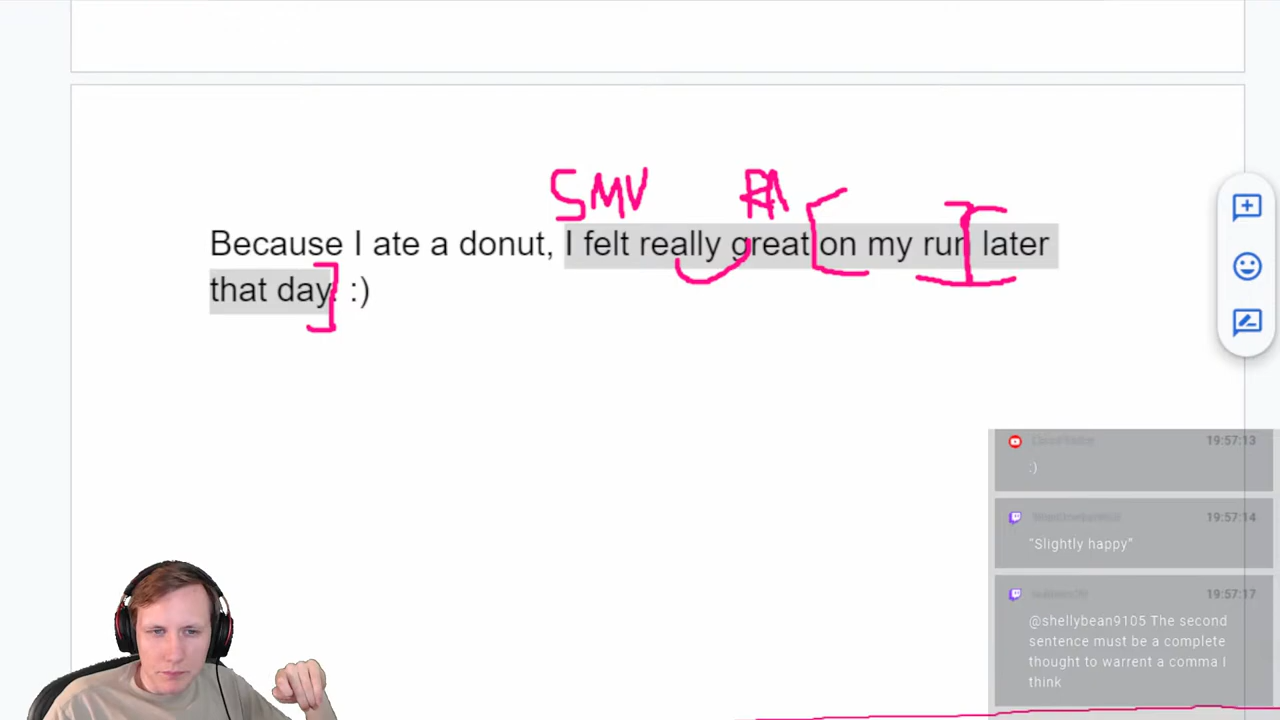 SMV RA
Because I ate a donut, I felt really great on my run later
that day. :)
19:57:13
:)
19:57:14
“Slightly happy”
19:57:17
@shellybean9105 The second
sentence must be a complete
thought to warrent a comma I
think